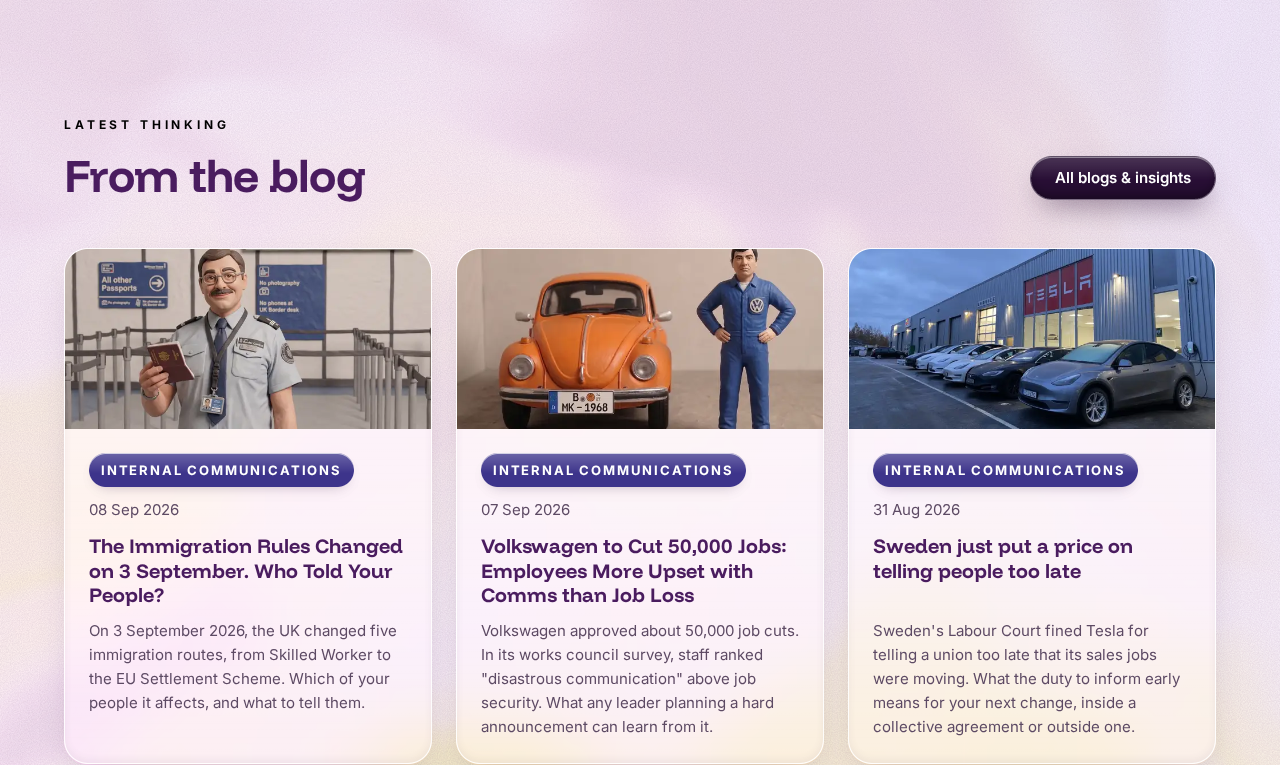 LATEST THINKING
From the blog
All blogs & insights
All other
Passports
No photography
No phones at
UK Border desk
No photography
B
MK-1968
TESLA
INTERNAL COMMUNICATIONS
08 Sep 2026
The Immigration Rules Changed
on 3 September. Who Told Your
People?
On 3 September 2026, the UK changed five
immigration routes, from Skilled Worker to
the EU Settlement Scheme. Which of your
people it affects, and what to tell them.
INTERNAL COMMUNICATIONS
07 Sep 2026
Volkswagen to Cut 50,000 Jobs:
Employees More Upset with
Comms than Job Loss
Volkswagen approved about 50,000 job cuts.
In its works council survey, staff ranked
"disastrous communication" above job
security. What any leader planning a hard
announcement can learn from it.
INTERNAL COMMUNICATIONS
31 Aug 2026
Sweden just put a price on
telling people too late
Sweden's Labour Court fined Tesla for
telling a union too late that its sales jobs
were moving. What the duty to inform early
means for your next change, inside a
collective agreement or outside one.